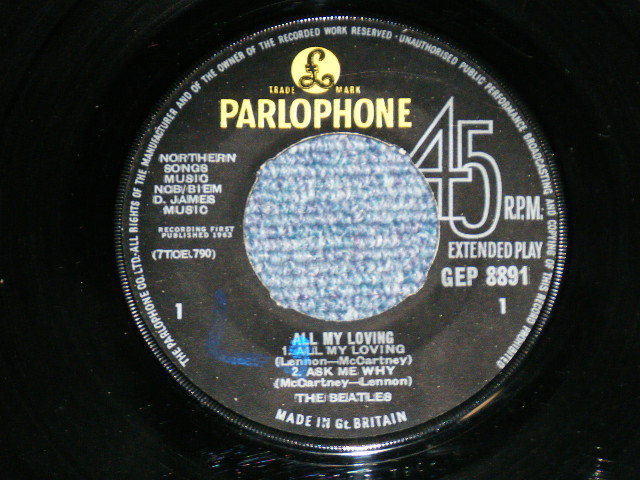 THE PARLOPHONE CO.LTD.-ALL RIGHTS OF THE MANUFACTURER AND OF THE OWNER OF THE RECORDED WORK RESERVED-UNAUTHORISED PUBLIC PERFORMANCE BROADCASTING AND COPYING OF THIS RECORD PROHIBITED
£
TRADE MARK
PARLOPHONE
45
R.P.M.
EXTENDED PLAY
GEP 8891
NORTHERN
SONGS
MUSIC
NCB/BIEM
D. JAMES
MUSIC
RECORDING FIRST
PUBLISHED 1963
(7TCE.790)
1
1
ALL MY LOVING
1. ALL MY LOVING
(Lennon—McCartney)
2. ASK ME WHY
(McCartney—Lennon)
THE BEATLES
MADE IN Gt. BRITAIN